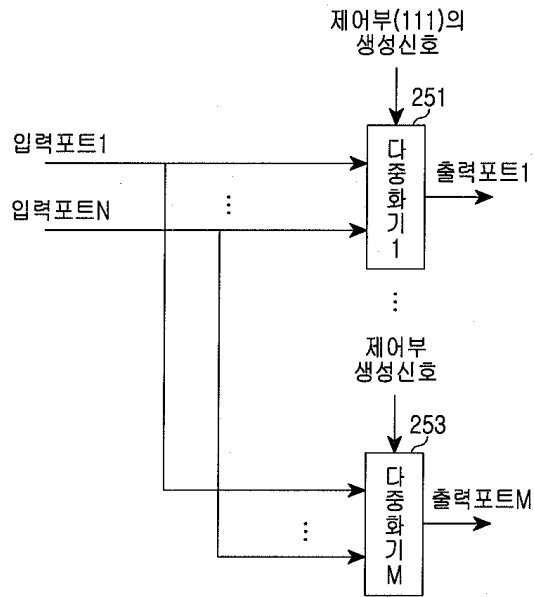 제어부(111)의
생성신호
251
입력포트1
다중화기1
출력포트1
입력포트N
제어부
생성신호
253
다중화기M
출력포트M